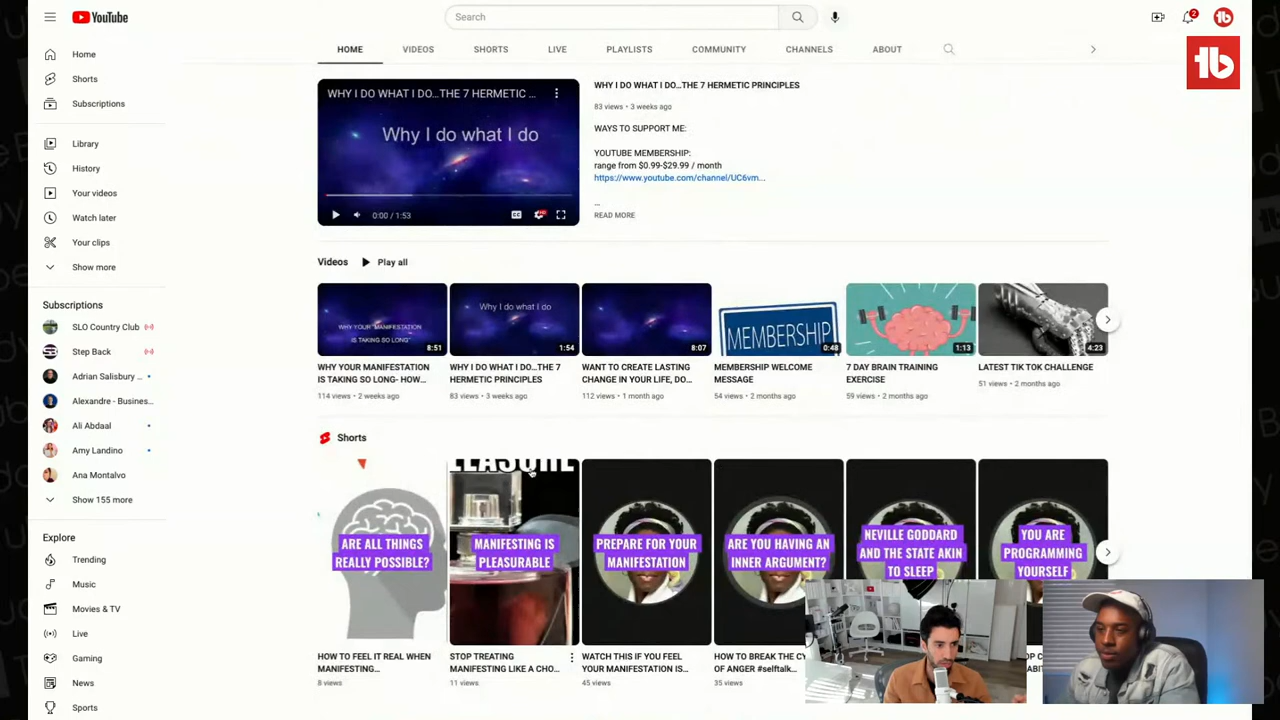 YouTube
Search
2
HOME
VIDEOS
SHORTS
LIVE
PLAYLISTS
COMMUNITY
CHANNELS
ABOUT
Home
Shorts
Subscriptions
Library
History
Your videos
Watch later
Your clips
Show more
Subscriptions
SLO Country Club
Step Back
Adrian Salisbury ...
Alexandre - Busines...
Ali Abdaal
Amy Landino
Ana Montalvo
Show 155 more
Explore
Trending
Music
Movies & TV
Live
Gaming
News
Sports
WHY I DO WHAT I DO...THE 7 HERMETIC ...
Why I do what I do
0:00 / 1:53
WHY I DO WHAT I DO...THE 7 HERMETIC PRINCIPLES
83 views • 3 weeks ago
WAYS TO SUPPORT ME:
YOUTUBE MEMBERSHIP:
range from $0.99-$29.99 / month
https://www.youtube.com/channel/UC6vm...
...
READ MORE
Videos
Play all
WHY YOUR "MANIFESTATION
IS TAKING SO LONG"
8:51
WHY YOUR MANIFESTATION
IS TAKING SO LONG- HOW...
114 views • 2 weeks ago
Why I do what I do
1:54
WHY I DO WHAT I DO...THE 7
HERMETIC PRINCIPLES
83 views • 3 weeks ago
8:07
WANT TO CREATE LASTING
CHANGE IN YOUR LIFE, DO...
112 views • 1 month ago
MEMBERSHIP
0:48
MEMBERSHIP WELCOME
MESSAGE
54 views • 2 months ago
1:13
7 DAY BRAIN TRAINING
EXERCISE
59 views • 2 months ago
4:23
LATEST TIK TOK CHALLENGE
51 views • 2 months ago
Shorts
ARE ALL THINGS
REALLY POSSIBLE?
HOW TO FEEL IT REAL WHEN
MANIFESTING...
8 views
MANIFESTING IS
PLEASURABLE
STOP TREATING
MANIFESTING LIKE A CHO...
11 views
PREPARE FOR YOUR
MANIFESTATION
WATCH THIS IF YOU FEEL
YOUR MANIFESTATION IS...
45 views
ARE YOU HAVING AN
INNER ARGUMENT?
HOW TO BREAK THE CY
OF ANGER #selftalk...
35 views
NEVILLE GODDARD
AND THE STATE AKIN
TO SLEEP
YOU ARE
PROGRAMMING
YOURSELF